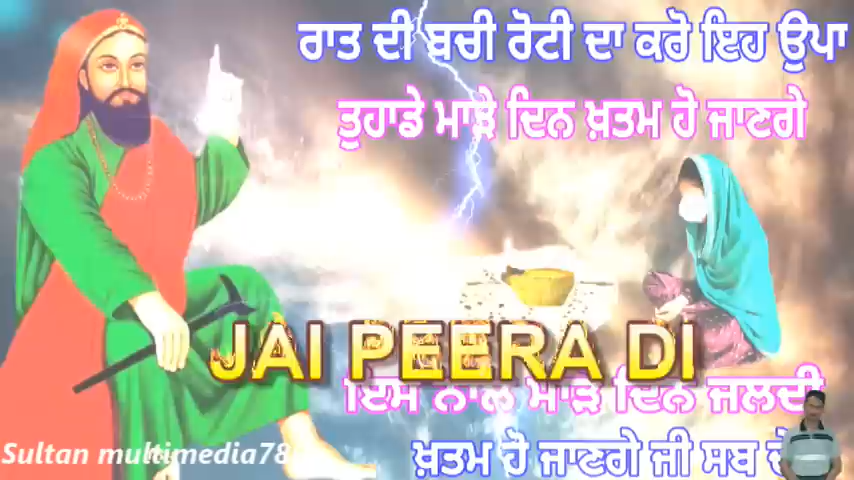 ਰਾਤ ਦੀ ਬਚੀ ਰੋਟੀ ਦਾ ਕਰੋ ਇਹ ਉਪਾ
ਤੁਹਾਡੇ ਮਾੜੇ ਦਿਨ ਖ਼ਤਮ ਹੋ ਜਾਣਗੇ
JAI PEERA DI
ਇਸ ਨਾਲ ਮਾੜੇ ਦਿਨ ਜਲਦੀ
ਖ਼ਤਮ ਹੋ ਜਾਣਗੇ ਜੀ ਸਬ ਦੇ
Sultan multimedia78